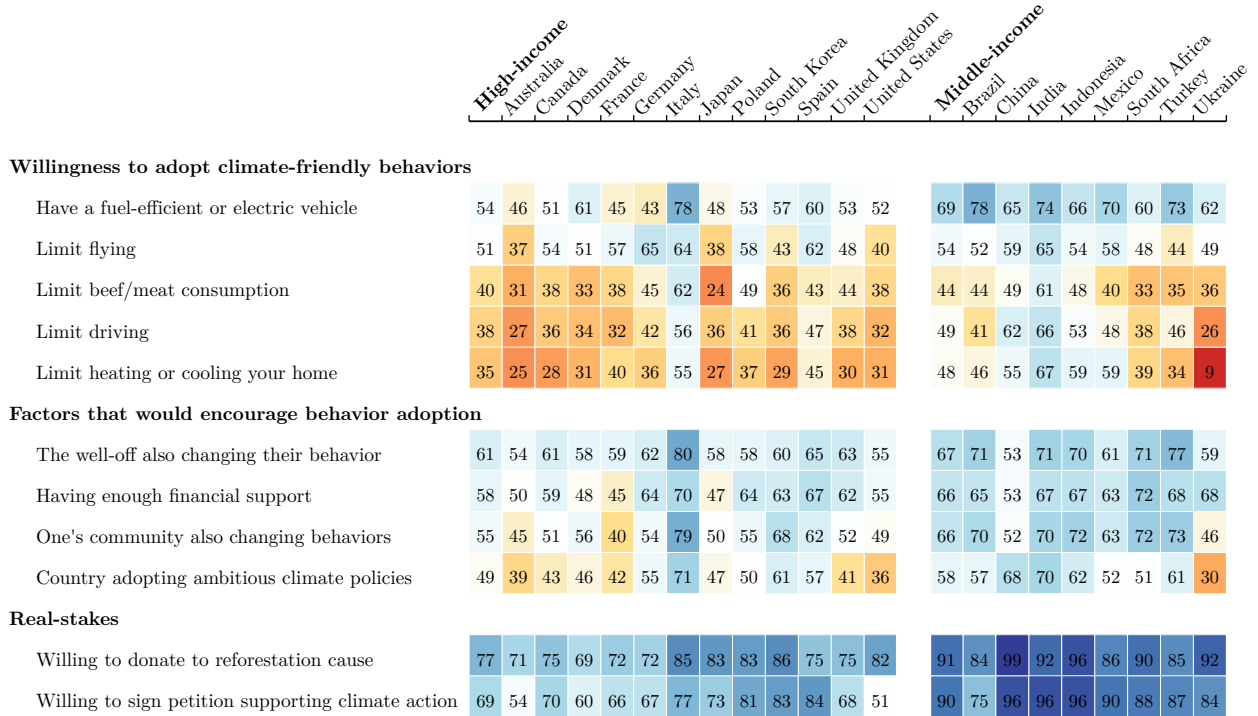 High-income Australia Canada Denmark France Germany Italy Japan Poland South Korea Spain United Kingdom United States Middle-income Brazil China India Indonesia Mexico South Africa Turkey Ukraine
Willingness to adopt climate-friendly behaviors
Have a fuel-efficient or electric vehicle 54 46 51 61 45 43 78 48 53 57 60 53 52 69 78 65 74 66 70 60 73 62
Limit flying 51 37 54 51 57 65 64 38 58 43 62 48 40 54 52 59 65 54 58 48 44 49
Limit beef/meat consumption 40 31 38 33 38 45 62 24 49 36 43 44 38 44 44 49 61 48 40 33 35 36
Limit driving 38 27 36 34 32 42 56 36 41 36 47 38 32 49 41 62 66 53 48 38 46 26
Limit heating or cooling your home 35 25 28 31 40 36 55 27 37 29 45 30 31 48 46 55 67 59 59 39 34 9
Factors that would encourage behavior adoption
The well-off also changing their behavior 61 54 61 58 59 62 80 58 58 60 65 63 55 67 71 53 71 70 61 71 77 59
Having enough financial support 58 50 59 48 45 64 70 47 64 63 67 62 55 66 65 53 67 67 63 72 68 68
One's community also changing behaviors 55 45 51 56 40 54 79 50 55 68 62 52 49 66 70 52 70 72 63 72 73 46
Country adopting ambitious climate policies 49 39 43 46 42 55 71 47 50 61 57 41 36 58 57 68 70 62 52 51 61 30
Real-stakes
Willing to donate to reforestation cause 77 71 75 69 72 72 85 83 83 86 75 75 82 91 84 99 92 96 86 90 85 92
Willing to sign petition supporting climate action 69 54 70 60 66 67 77 73 81 83 84 68 51 90 75 96 96 96 90 88 87 84